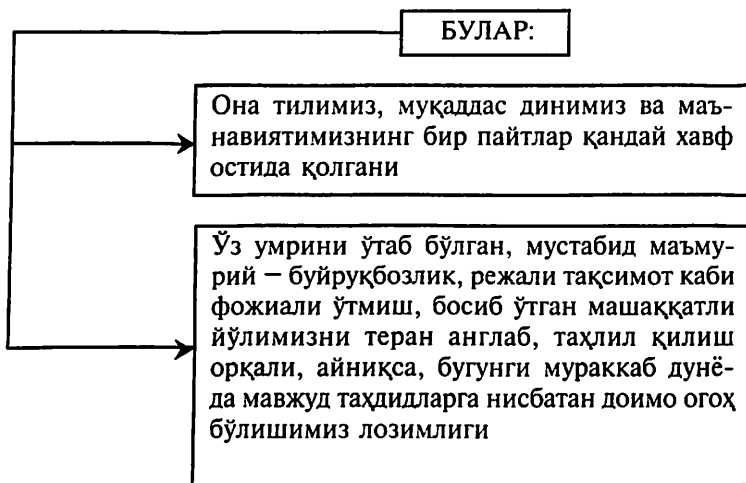 БУЛАР:
Она тилимиз, муқаддас динимиз ва маъ-
навиятимизнинг бир пайтлар қандай хавф
остида қолгани
Ўз умрини ўтаб бўлган, мустабид маъму-
рий – буйруқбозлик, режали тақсимот каби
фожиали ўтмиш, босиб ўтган машаққатли
йўлимизни теран англаб, таҳлил қилиш
орқали, айниқса, бугунги мураккаб дунё-
да мавжуд таҳдидларга нисбатан доимо огоҳ
бўлишимиз лозимлиги